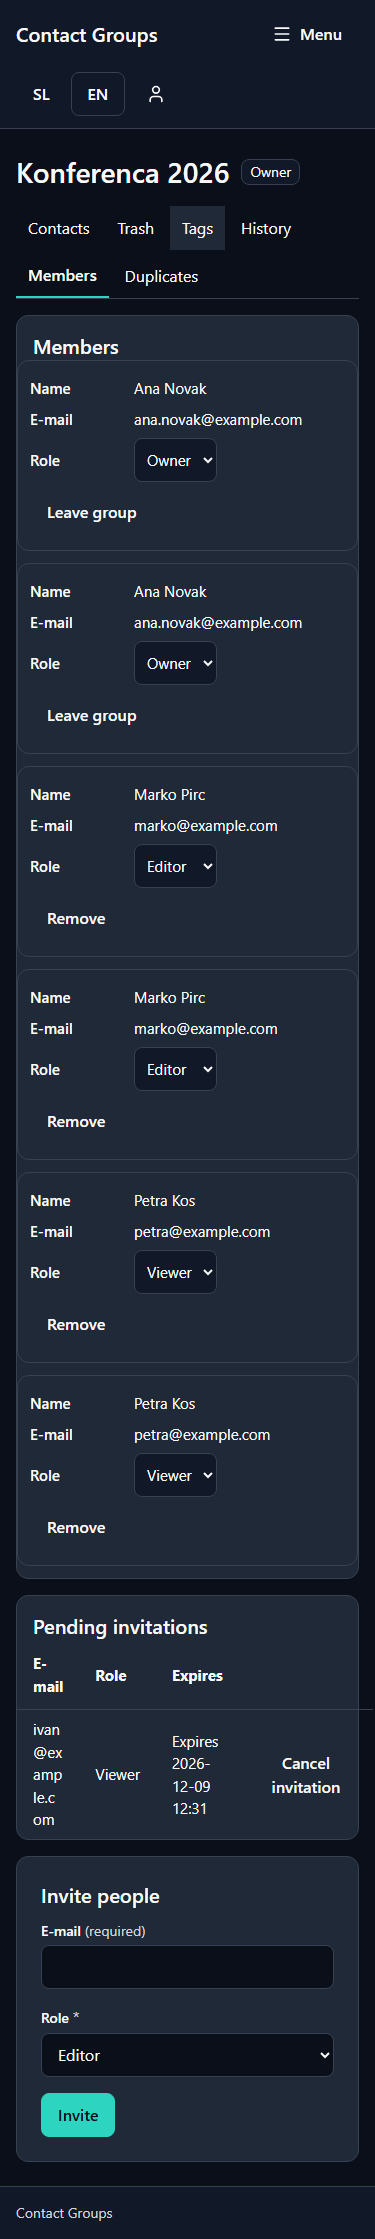 Contact Groups
Menu
SL
EN
Konferenca 2026
Owner
Contacts
Trash
Tags
History
Members
Duplicates
Members
Name
Ana Novak
E-mail
ana.novak@example.com
Role
Owner
Leave group
Name
Ana Novak
E-mail
ana.novak@example.com
Role
Owner
Leave group
Name
Marko Pirc
E-mail
marko@example.com
Role
Editor
Remove
Name
Marko Pirc
E-mail
marko@example.com
Role
Editor
Remove
Name
Petra Kos
E-mail
petra@example.com
Role
Viewer
Remove
Name
Petra Kos
E-mail
petra@example.com
Role
Viewer
Remove
Pending invitations
E-
mail
Role
Expires
ivan
@ex
amp
le.c
om
Viewer
Expires
2026-
12-09
12:31
Cancel
invitation
Invite people
E-mail (required)
Role *
Editor
Invite
Contact Groups